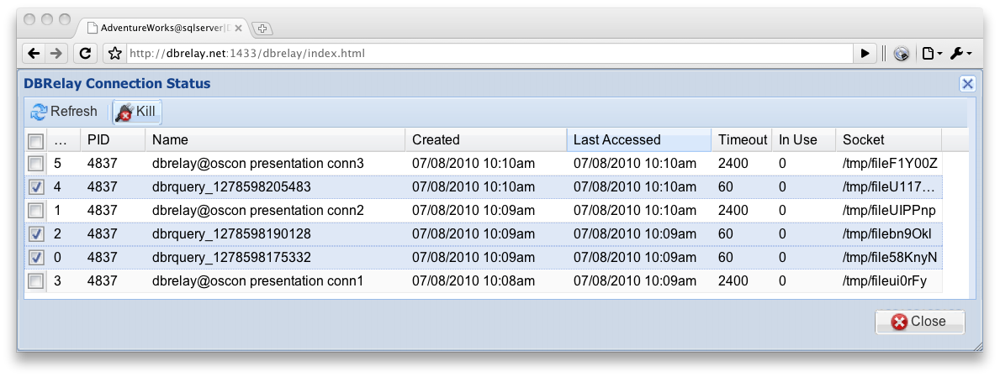 AdventureWorks@sqlserver|D
http://dbrelay.net:1433/dbrelay/index.html
DBRelay Connection Status
Refresh Kill
... PID Name Created Last Accessed Timeout In Use Socket
5 4837 dbrelay@oscon presentation conn3 07/08/2010 10:10am 07/08/2010 10:10am 2400 0 /tmp/fileF1Y00Z
4 4837 dbrquery_1278598205483 07/08/2010 10:10am 07/08/2010 10:10am 60 0 /tmp/fileU117...
1 4837 dbrelay@oscon presentation conn2 07/08/2010 10:09am 07/08/2010 10:10am 2400 0 /tmp/fileUIPPnp
2 4837 dbrquery_1278598190128 07/08/2010 10:09am 07/08/2010 10:09am 60 0 /tmp/filebn9Okl
0 4837 dbrquery_1278598175332 07/08/2010 10:09am 07/08/2010 10:09am 60 0 /tmp/file58KnyN
3 4837 dbrelay@oscon presentation conn1 07/08/2010 10:08am 07/08/2010 10:09am 2400 0 /tmp/fileui0rFy
Close